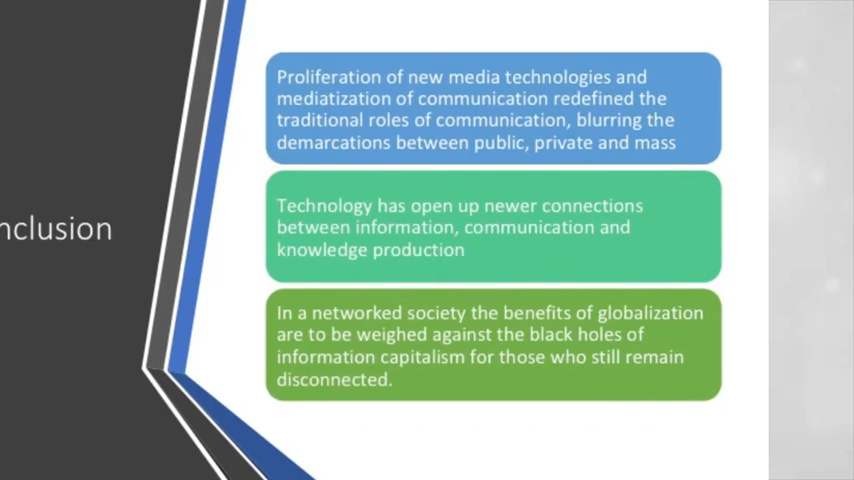 nclusion
Proliferation of new media technologies and
mediatization of communication redefined the
traditional roles of communication, blurring the
demarcations between public, private and mass
Technology has open up newer connections
between information, communication and
knowledge production
In a networked society the benefits of globalization
are to be weighed against the black holes of
information capitalism for those who still remain
disconnected.